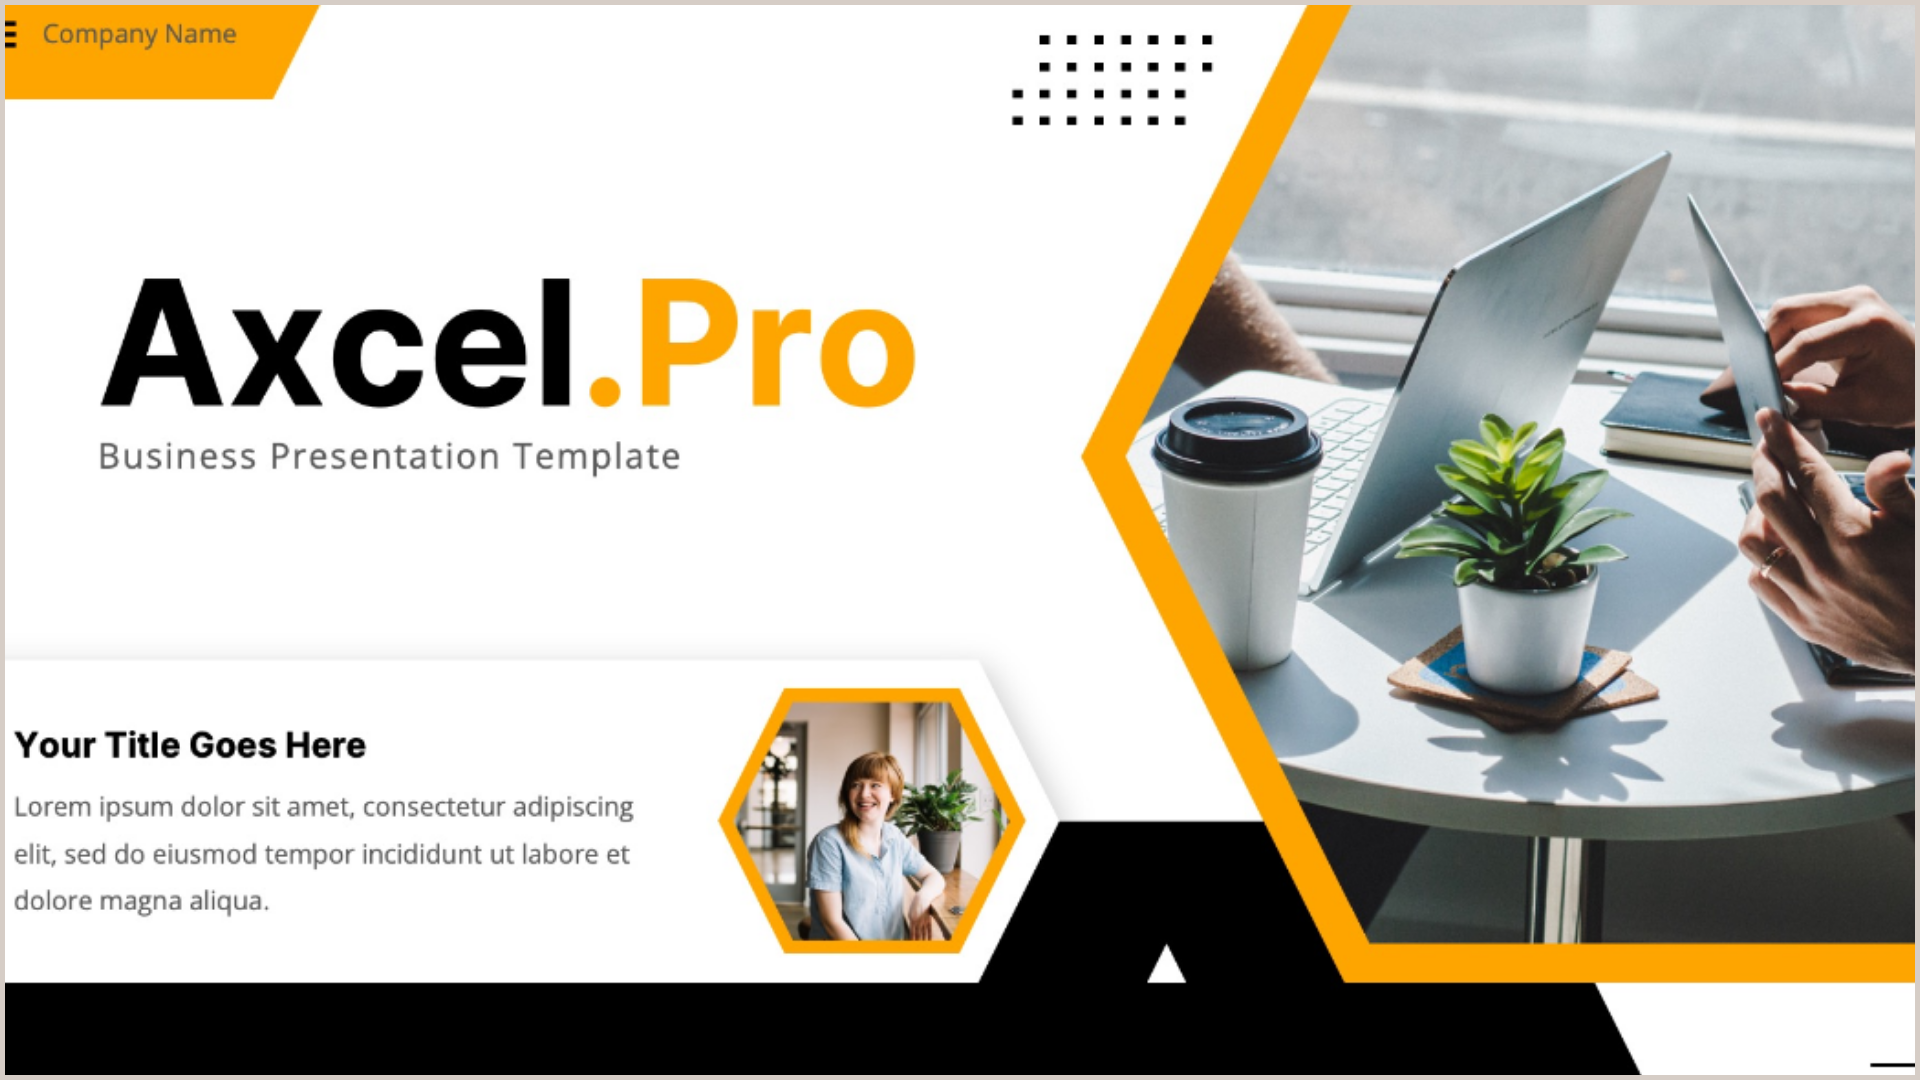 Company Name
Axcel.Pro
Business Presentation Template
Your Title Goes Here
Lorem ipsum dolor sit amet, consectetur adipiscing
elit, sed do eiusmod tempor incididunt ut labore et
dolore magna aliqua.